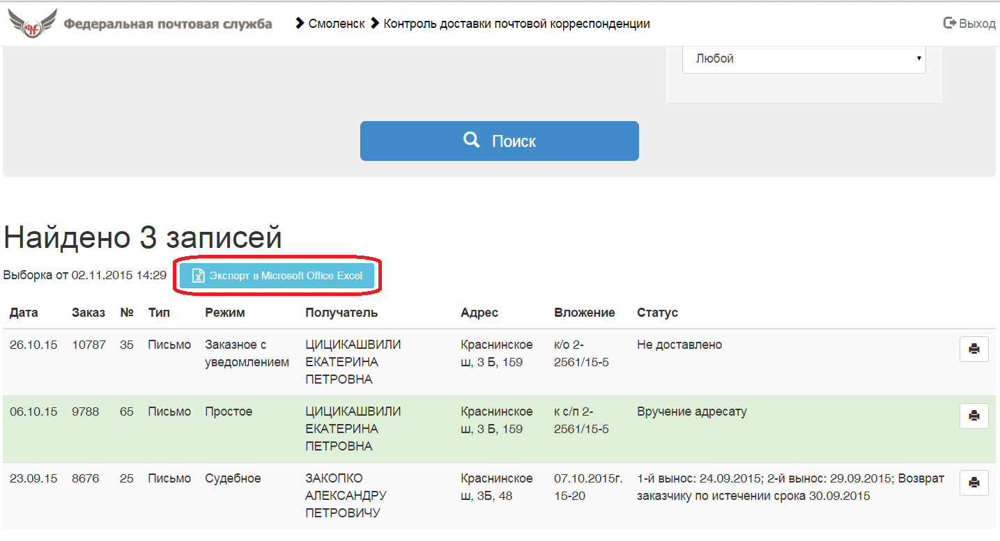 Федеральная почтовая служба
Смоленск Контроль доставки почтовой корреспонденции
Выход
Любой
Поиск
Найдено 3 записей
Выборка от 02.11.2015 14:29
Экспорт в Microsoft Office Excel
Дата Заказ № Тип Режим Получатель Адрес Вложение Статус
26.10.15 10787 35 Письмо Заказное с ЦИЦИКАШВИЛИ Краснинское к/о 2- Не доставлено
уведомлением ЕКАТЕРИНА ш, 3 Б, 159 2561/15-5
ПЕТРОВНА
06.10.15 9788 65 Письмо Простое ЦИЦИКАШВИЛИ Краснинское к с/п 2- Вручение адресату
ЕКАТЕРИНА ш, 3 Б, 159 2561/15-5
ПЕТРОВНА
23.09.15 8676 25 Письмо Судебное ЗАКОПКО Краснинское 07.10.2015г. 1-й вынос: 24.09.2015; 2-й вынос: 29.09.2015; Возврат
АЛЕКСАНДРУ ш, 3Б, 48 15-20 заказчику по истечении срока 30.09.2015
ПЕТРОВИЧУ